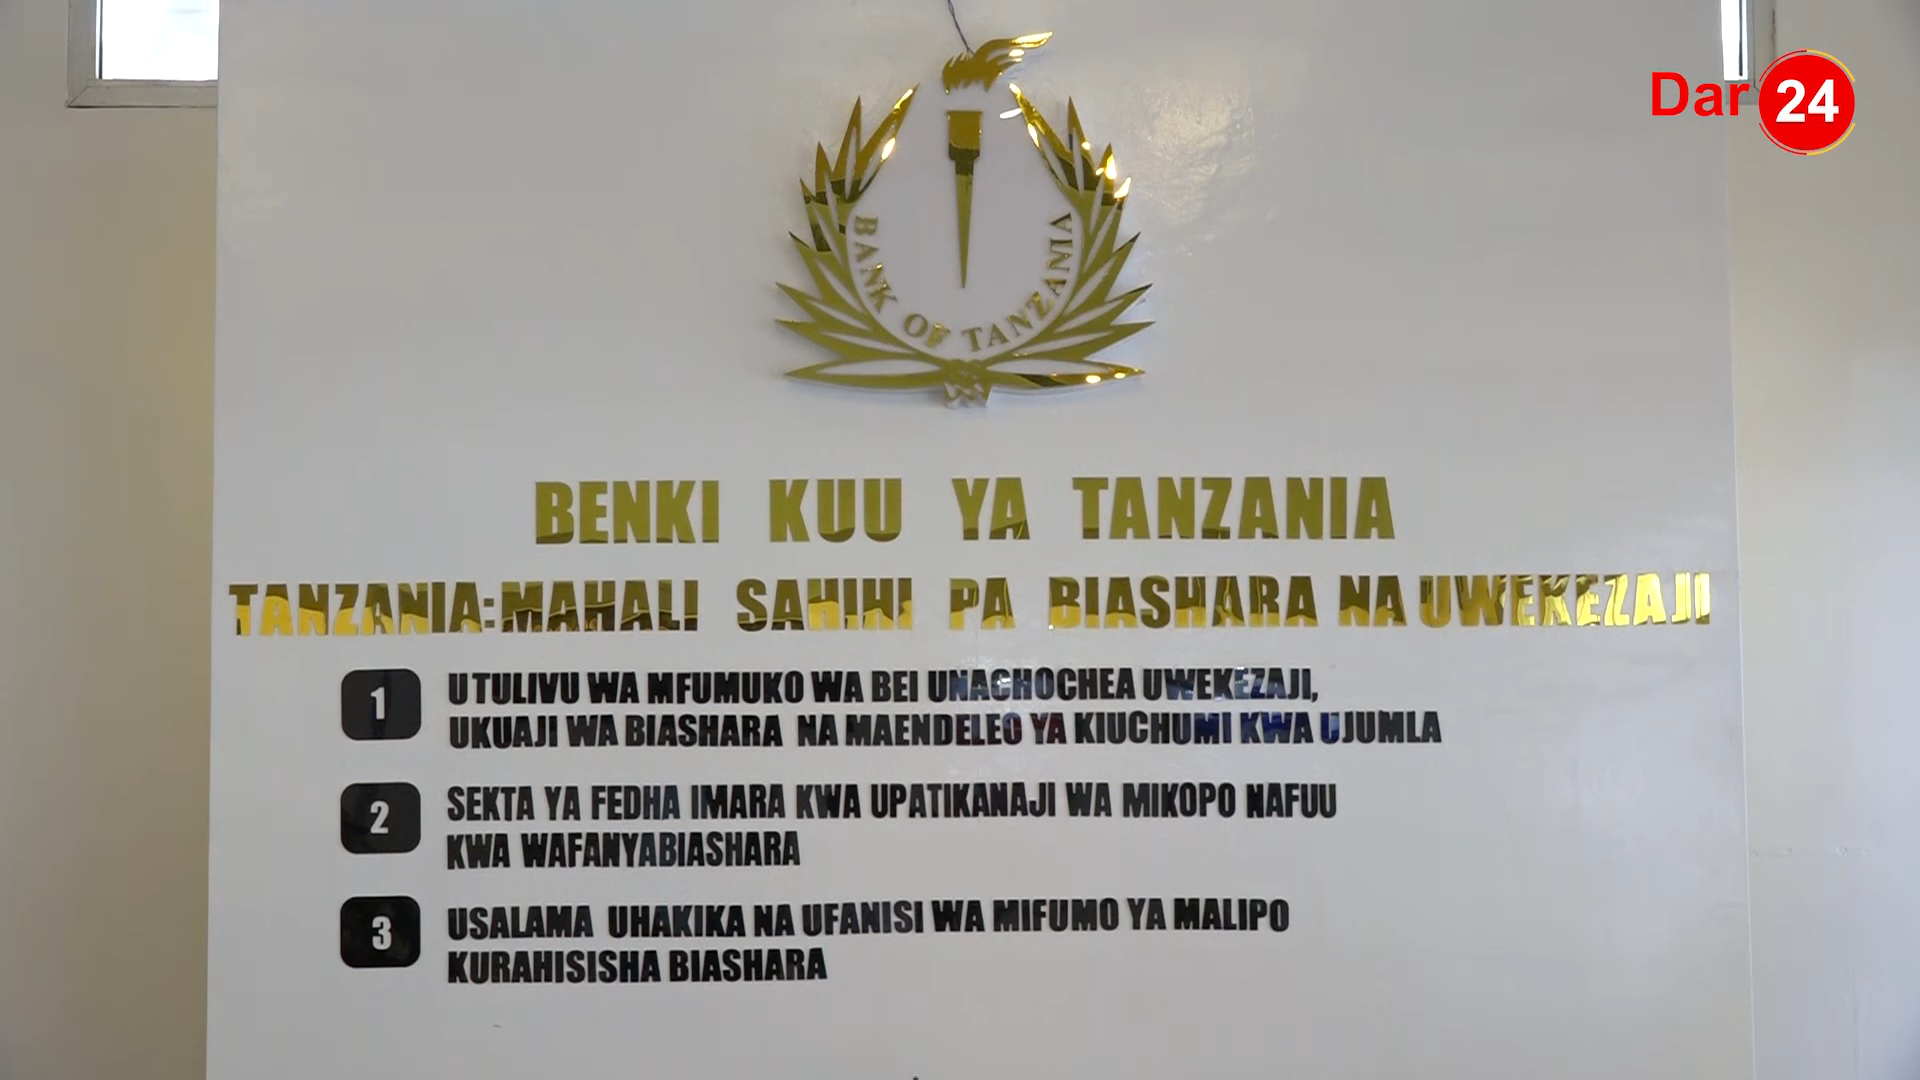 Dar 24
BANK OF TANZANIA
BENKI KUU YA TANZANIA
TANZANIA:MAHALI SAHIHI PA BIASHARA NA UWEKEZAJI
1 UTULIVU WA MFUMUKO WA BEI UNACHOCHEA UWEKEZAJI,
UKUAJI WA BIASHARA NA MAENDELEO YA KIUCHUMI KWA UJUMLA
2 SEKTA YA FEDHA IMARA KWA UPATIKANAJI WA MIKOPO NAFUU
KWA WAFANYABIASHARA
3 USALAMA UHAKIKA NA UFANISI WA MIFUMO YA MALIPO
KURAHISISHA BIASHARA